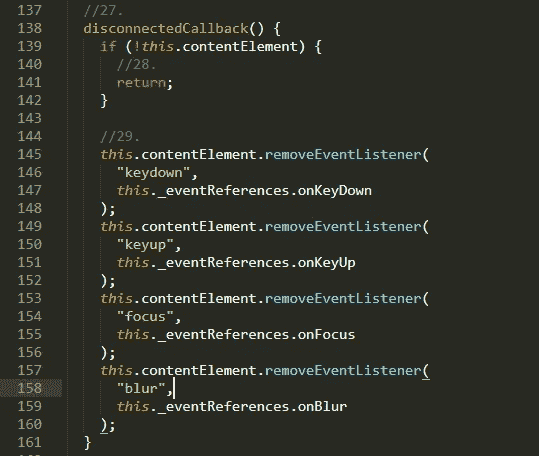 137 //27.
138 disconnectedCallback() {
139 if (!this.contentElement) {
140 //28.
141 return;
142 }
143
144 //29.
145 this.contentElement.removeEventListener(
146 "keydown",
147 this._eventReferences.onKeyDown
148 );
149 this.contentElement.removeEventListener(
150 "keyup",
151 this._eventReferences.onKeyUp
152 );
153 this.contentElement.removeEventListener(
154 "focus",
155 this._eventReferences.onFocus
156 );
157 this.contentElement.removeEventListener(
158 "blur",
159 this._eventReferences.onBlur
160 );
161 }